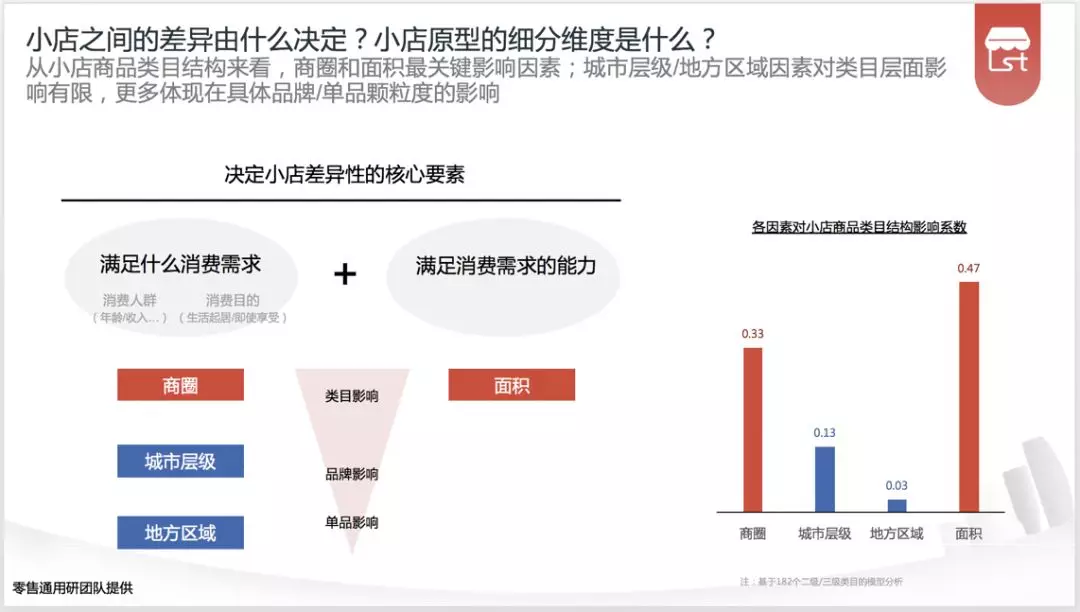 小店之间的差异由什么决定？小店原型的细分维度是什么？
从小店商品类目结构来看，商圈和面积最关键影响因素；城市层级/地方区域因素对类目层面影
响有限，更多体现在具体品牌/单品颗粒度的影响
决定小店差异性的核心要素
满足什么消费需求
消费人群 消费目的
（年龄/收入...）（生活起居/即使享受）
+
满足消费需求的能力
商圈
城市层级
地方区域
类目影响
品牌影响
单品影响
面积
各因素对小店商品类目结构影响系数
0.33
0.13
0.03
0.47
商圈 城市层级 地方区域 面积
注：基于182个二级/三级类目的模型分析
零售通用研团队提供